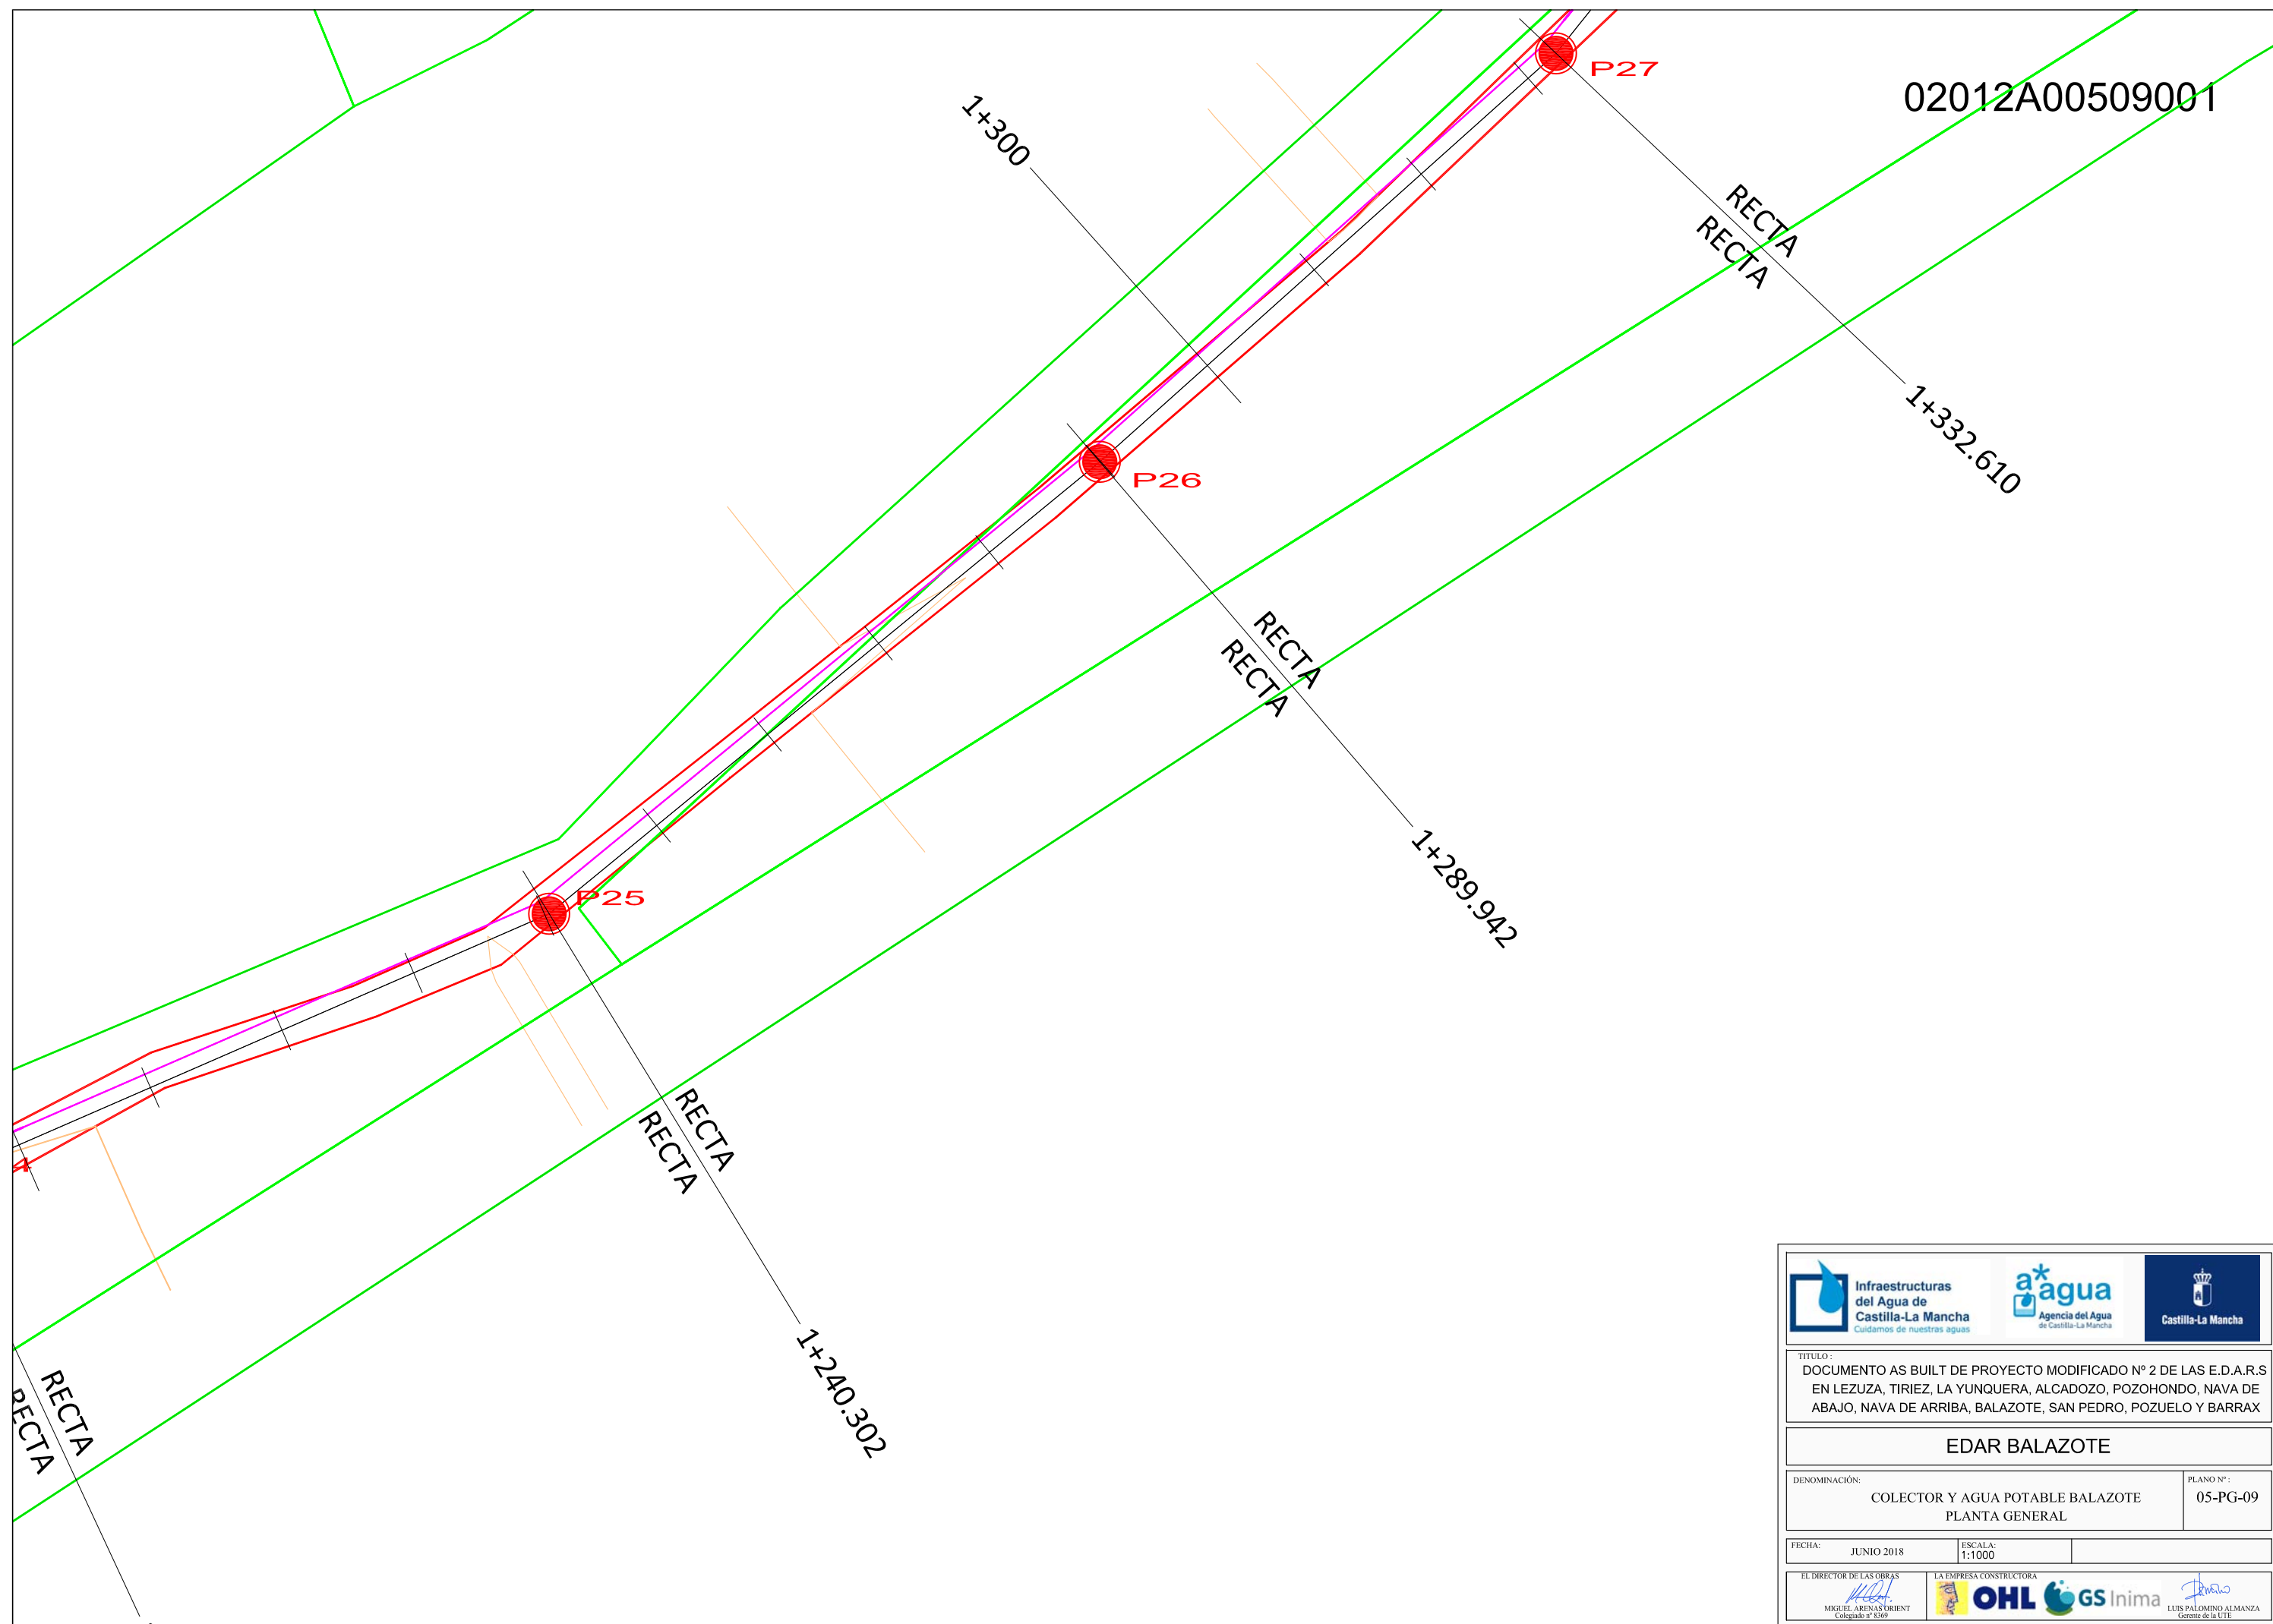 P27
02012A00509001
1+300
RECTA
RECTA
1+332.610
P26
RECTA
RECTA
1+289.942
P25
RECTA
RECTA
1+240.302
4
RECTA
RECTA
Infraestructuras
del Agua de
Castilla-La Mancha
Cuidamos de nuestras aguas
a*agua
Agencia del Agua
de Castilla-La Mancha
Castilla-La Mancha
TITULO :
DOCUMENTO AS BUILT DE PROYECTO MODIFICADO Nº 2 DE LAS E.D.A.R.S
EN LEZUZA, TIRIEZ, LA YUNQUERA, ALCADOZO, POZOHONDO, NAVA DE
ABAJO, NAVA DE ARRIBA, BALAZOTE, SAN PEDRO, POZUELO Y BARRAX
EDAR BALAZOTE
DENOMINACIÓN:
COLECTOR Y AGUA POTABLE BALAZOTE
PLANTA GENERAL
PLANO Nº :
05-PG-09
FECHA:
JUNIO 2018
ESCALA:
1:1000
EL DIRECTOR DE LAS OBRAS
MIGUEL ARENAS ORIENT
Colegiado nº 8369
LA EMPRESA CONSTRUCTORA
OHL
GS Inima
LUIS PALOMINO ALMANZA
Gerente de la UTE